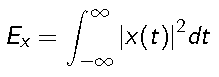 $E_x = \int_{-\infty}^{\infty} |x(t)|^2 dt$